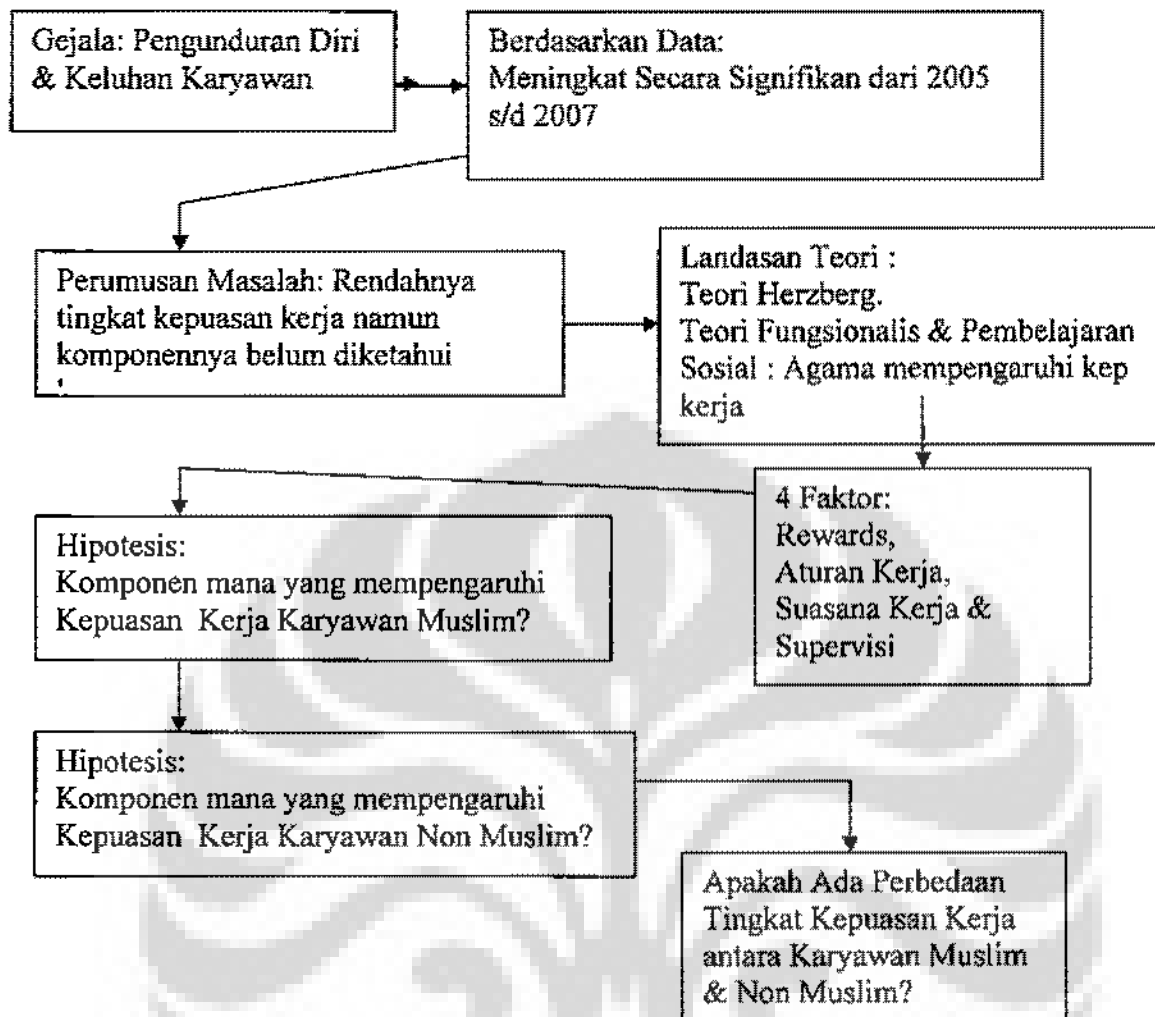 Gejala: Pengunduran Diri
& Keluhan Karyawan
Berdasarkan Data:
Meningkat Secara Signifikan dari 2005
s/d 2007
Perumusan Masalah: Rendahnya
tingkat kepuasan kerja namun
komponennya belum diketahui
Landasan Teori :
Teori Herzberg.
Teori Fungsionalis & Pembelajaran
Sosial : Agama mempengaruhi kep
kerja
4 Faktor:
Rewards,
Aturan Kerja,
Suasana Kerja &
Supervisi
Hipotesis:
Komponen mana yang mempengaruhi
Kepuasan Kerja Karyawan Muslim?
Hipotesis:
Komponen mana yang mempengaruhi
Kepuasan Kerja Karyawan Non Muslim?
Apakah Ada Perbedaan
Tingkat Kepuasan Kerja
antara Karyawan Muslim
& Non Muslim?